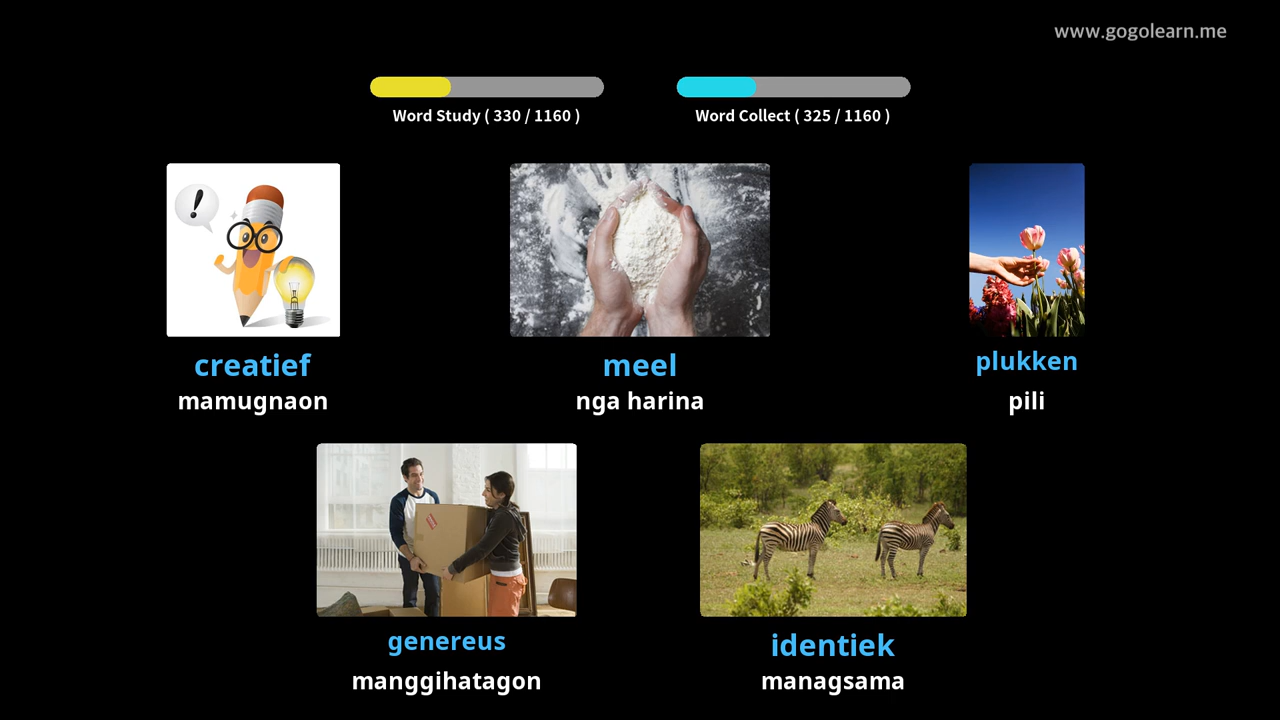 www.gogolearn.me
Word Study ( 330 / 1160 )
Word Collect ( 325 / 1160 )
!
creatief
mamugnaon
meel
nga harina
plukken
pili
genereus
manggihatagon
identiek
managsama